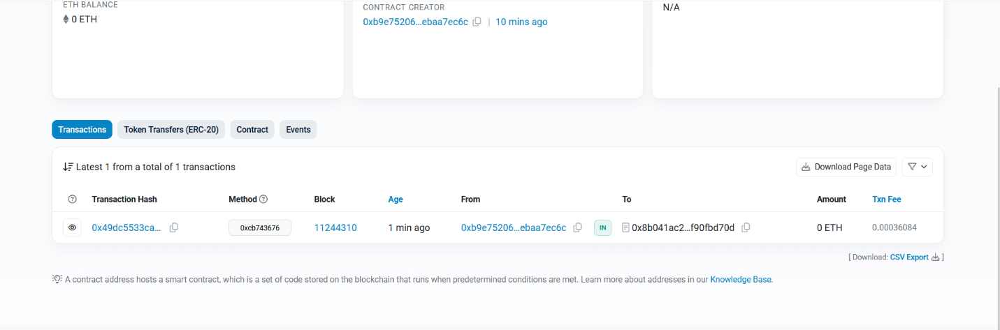 ETH BALANCE
0 ETH
CONTRACT CREATOR
0xb9e75206...ebaa7ec6c | 10 mins ago
N/A
Transactions Token Transfers (ERC-20) Contract Events
Latest 1 from a total of 1 transactions
Download Page Data
Transaction Hash Method Block Age From To Amount Txn Fee
0x49dc5533ca... 0xcb743676 11244310 1 min ago 0xb9e75206...ebaa7ec6c IN 0x8b041ac2...f90fbd70d 0 ETH 0.00036084
[ Download: CSV Export ]
A contract address hosts a smart contract, which is a set of code stored on the blockchain that runs when predetermined conditions are met. Learn more about addresses in our Knowledge Base.